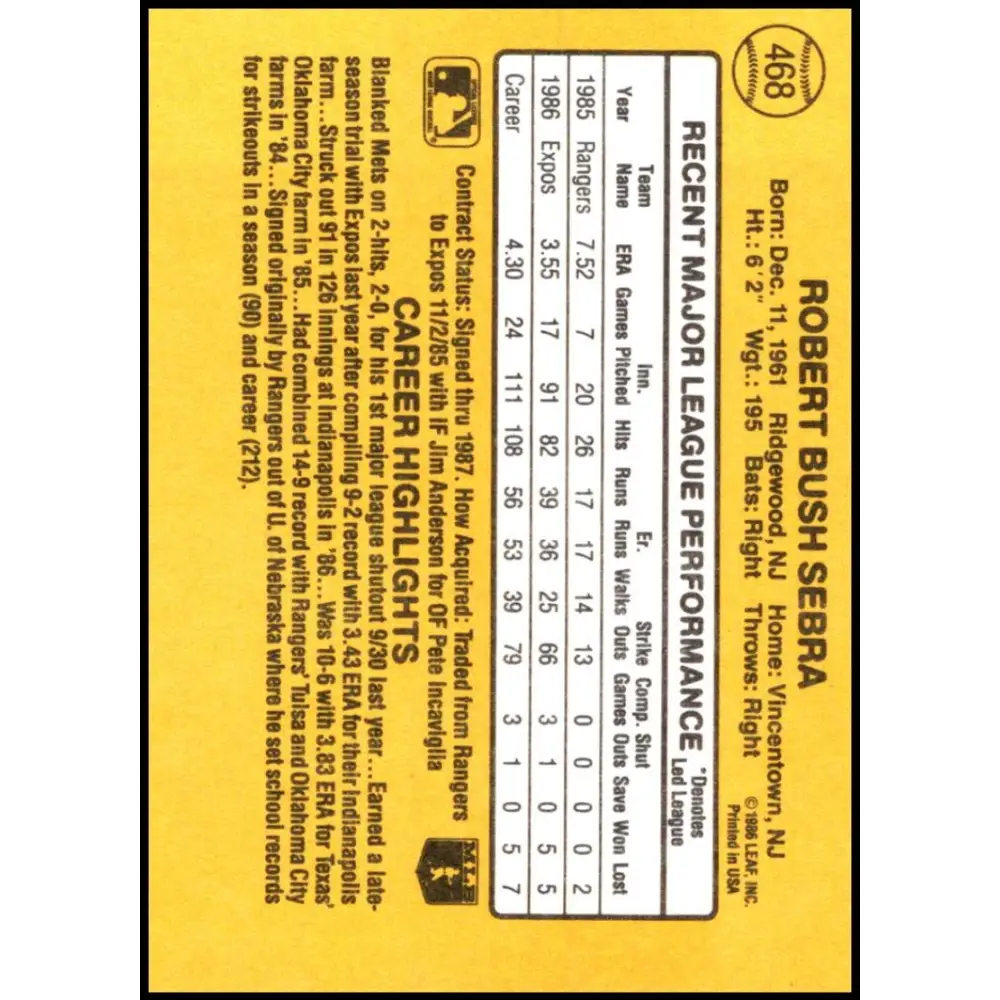 468
ROBERT BUSH SEBRA
Born: Dec. 11, 1961 Ridgewood, NJ Home: Vincentown, NJ
Ht.: 6'2" Wgt.: 195 Bats: Right Throws: Right
©1986 LEAF, INC.
Printed in USA
RECENT MAJOR LEAGUE PERFORMANCE *Denotes
Led League
Team Inn. Er. Strike Comp. Shut
Year Name ERA Games Pitched Hits Runs Runs Walks Outs Games Outs Save Won Lost
1985 Rangers 7.52 7 20 26 17 17 14 13 0 0 0 0 2
1986 Expos 3.55 17 91 82 39 36 25 66 3 1 0 5 5
Career 4.30 24 111 108 56 53 39 79 3 1 0 5 7
Contract Status: Signed thru 1987. How Acquired: Traded from Rangers
to Expos 11/2/85 with IF Jim Anderson for OF Pete Incaviglia
MLB
CAREER HIGHLIGHTS
Blanked Mets on 2-hits, 2-0, for his 1st major league shutout 9/30 last year...Earned a late-
season trial with Expos last year after compiling 9-2 record with 3.43 ERA for their Indianapolis
farm...Struck out 91 in 126 innings at Indianapolis in '86...Was 10-6 with 3.83 ERA for Texas'
Oklahoma City farm in '85...Had combined 14-9 record with Rangers' Tulsa and Oklahoma City
farms in '84...Signed originally by Rangers out of U. of Nebraska where he set school records
for strikeouts in a season (90) and career (212).